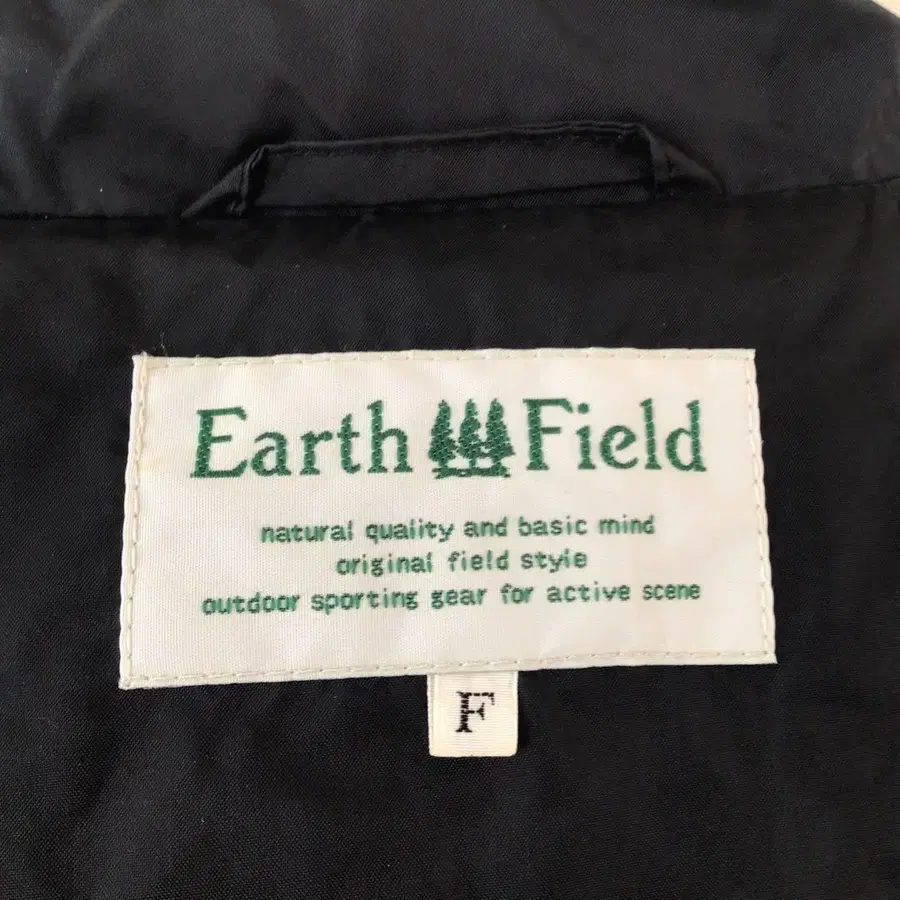 Earth Field
natural quality and basic mind
original field style
outdoor sporting gear for active scene
F